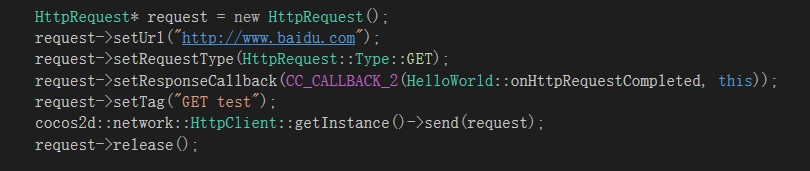 HttpRequest* request = new HttpRequest();
request->setUrl("http://www.baidu.com");
request->setRequestType(HttpRequest::Type::GET);
request->setResponseCallback(CC_CALLBACK_2(HelloWorld::onHttpRequestCompleted, this));
request->setTag("GET test");
cocos2d::network::HttpClient::getInstance()->send(request);
request->release();